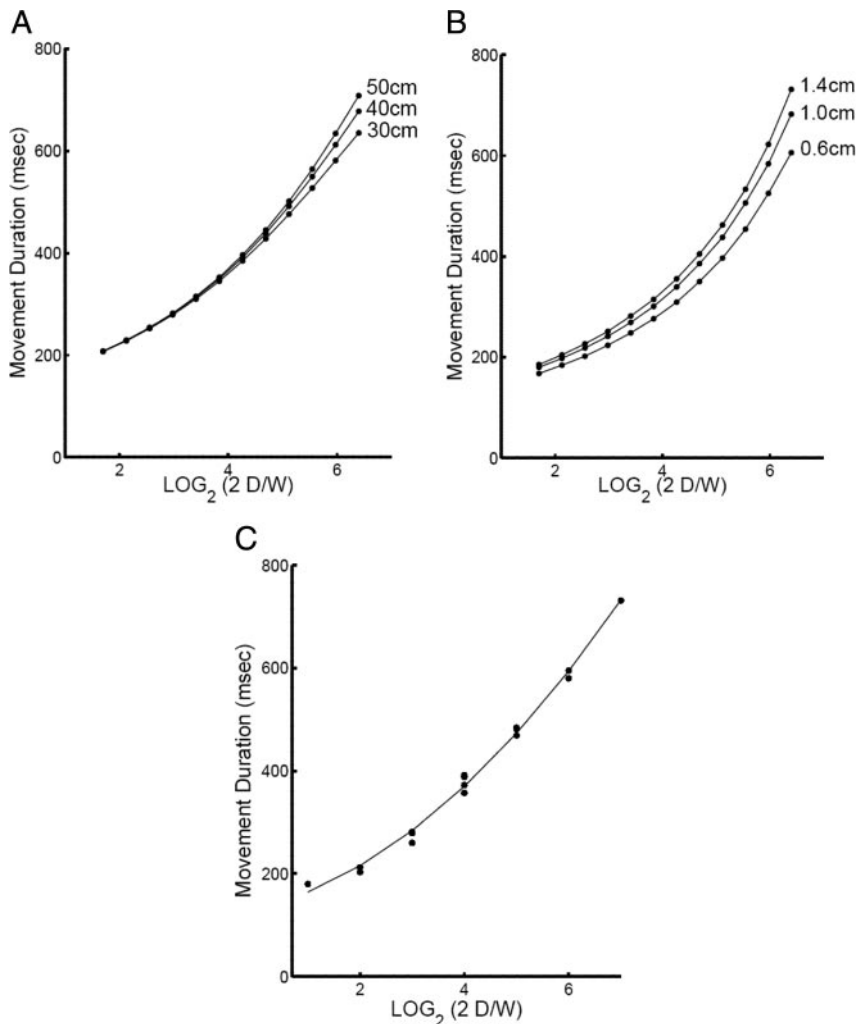 A
800
600
400
200
0
Movement Duration (msec)
50cm
40cm
30cm
2 4 6
LOG2 (2 D/W)
B
800
600
400
200
0
Movement Duration (msec)
1.4cm
1.0cm
0.6cm
2 4 6
LOG2 (2 D/W)
C
800
600
400
200
0
Movement Duration (msec)
2 4 6
LOG2 (2 D/W)